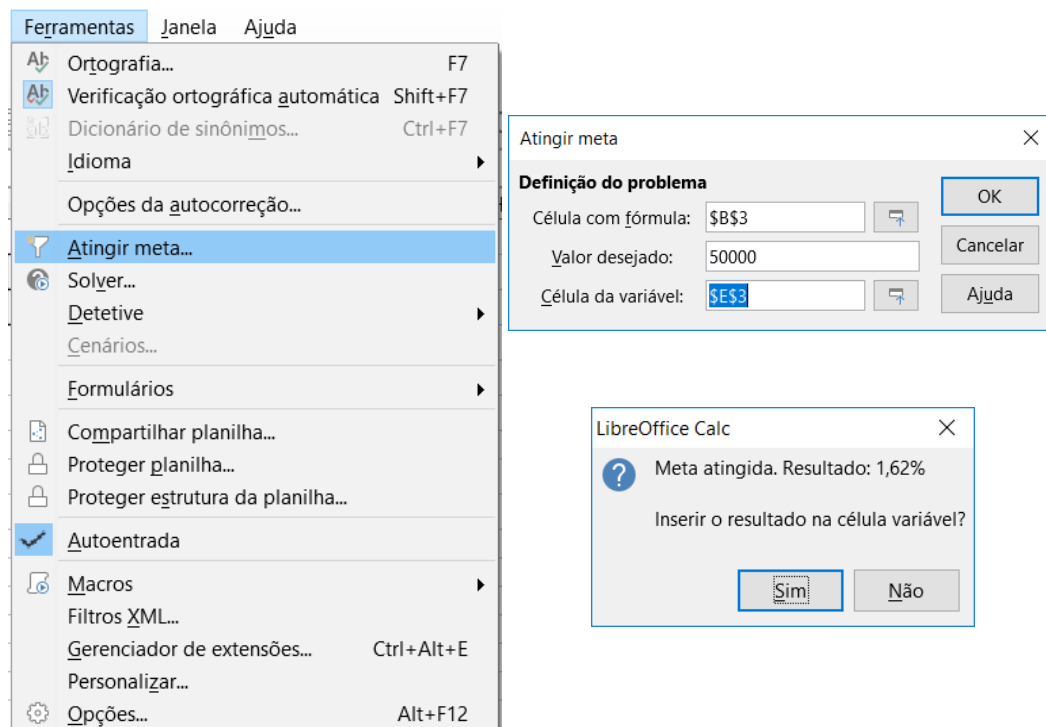 Ferramentas Janela Ajuda
Ortografia... F7
Verificação ortográfica automática Shift+F7
Dicionário de sinônimos... Ctrl+F7
Idioma
Opções da autocorreção...
Atingir meta...
Solver...
Detetive
Cenários...
Formulários
Compartilhar planilha...
Proteger planilha...
Proteger estrutura da planilha...
Autoentrada
Macros
Filtros XML...
Gerenciador de extensões... Ctrl+Alt+E
Personalizar...
Opções... Alt+F12
Atingir meta
Definição do problema
Célula com fórmula: $B$3
Valor desejado: 50000
Célula da variável: $E$3
OK
Cancelar
Ajuda
LibreOffice Calc
Meta atingida. Resultado: 1,62%
Inserir o resultado na célula variável?
Sim Não